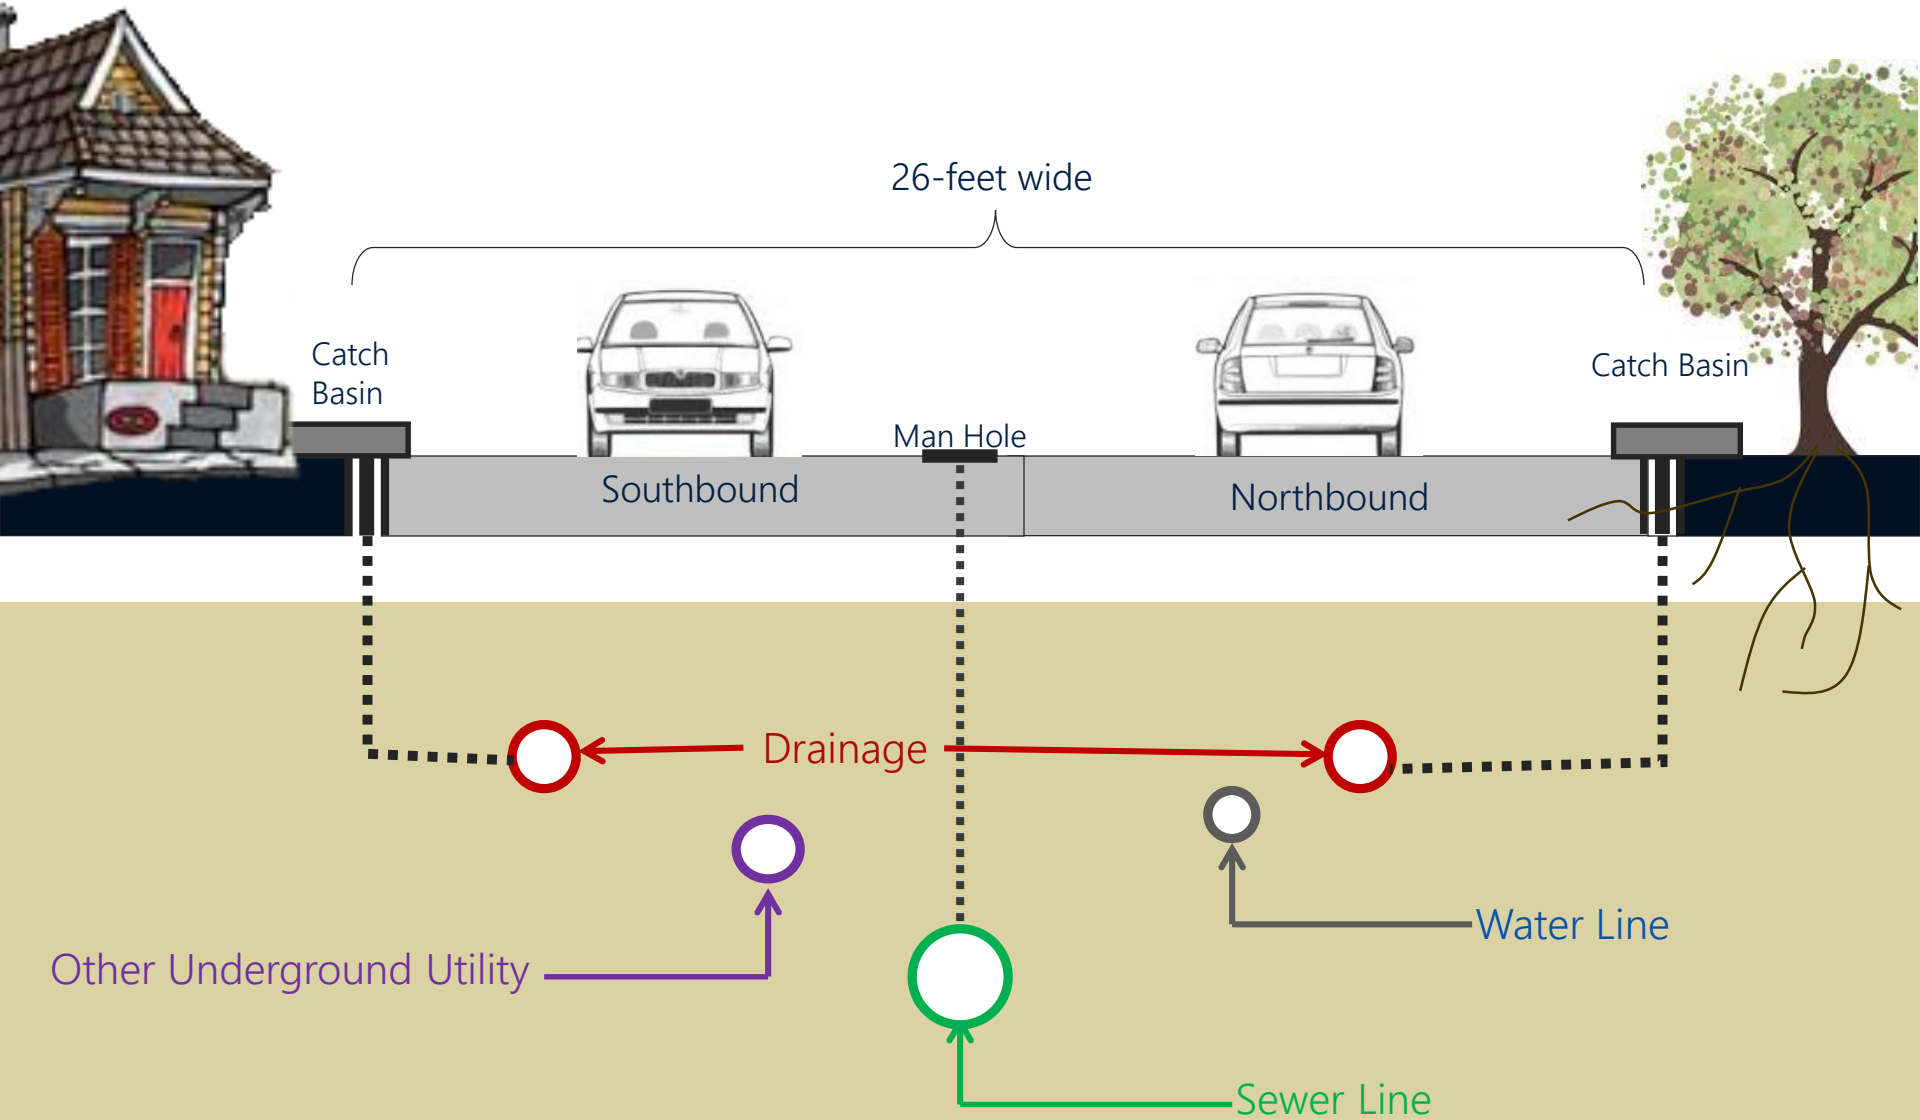 26-feet wide
Catch
Basin
Catch Basin
Man Hole
Southbound
Northbound
Drainage
Water Line
Other Underground Utility
Sewer Line